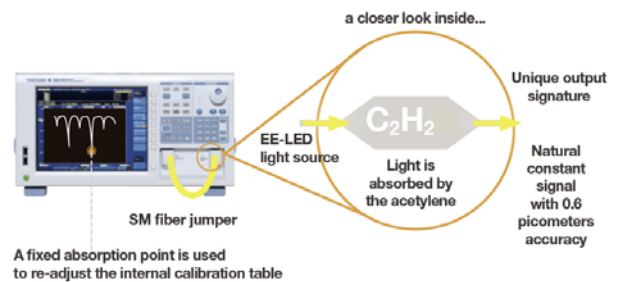 a closer look inside...
YOKOGAWA
EE-LED
light source
C₂H₂
Light is
absorbed by
the acetylene
Unique output
signature
Natural
constant
signal
with 0.6
picometers
accuracy
SM fiber jumper
A fixed absorption point is used
to re-adjust the internal calibration table